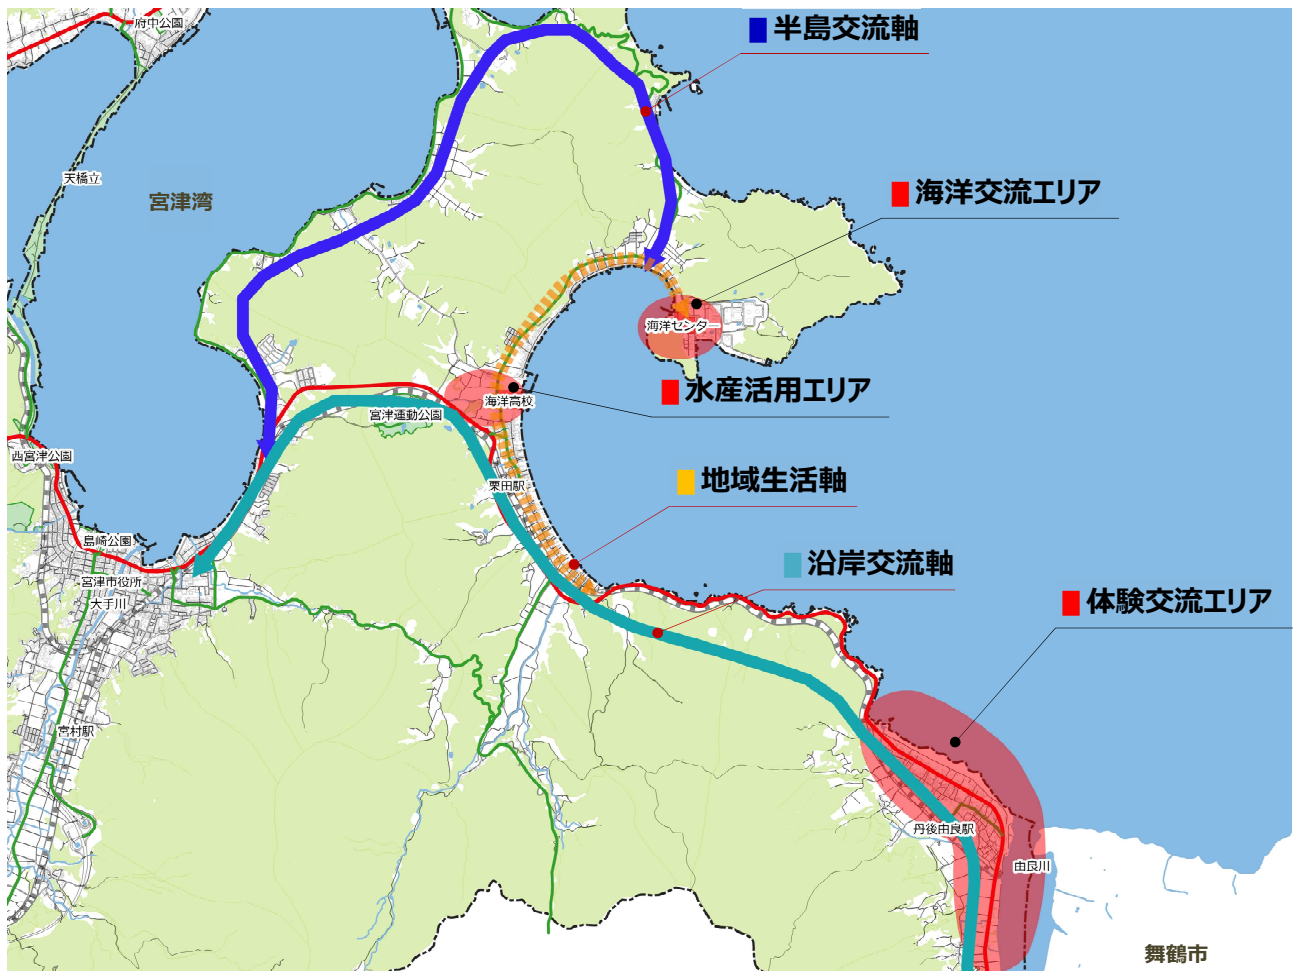 府中公園
半島交流軸
天橋立
宮津湾
海洋交流エリア
海洋センター
水産活用エリア
海洋高校
宮津運動公園
西宮津公園
地域生活軸
栗田駅
島崎公園
沿岸交流軸
宮津市役所
大手川
体験交流エリア
宮村駅
丹後由良駅
由良川
舞鶴市